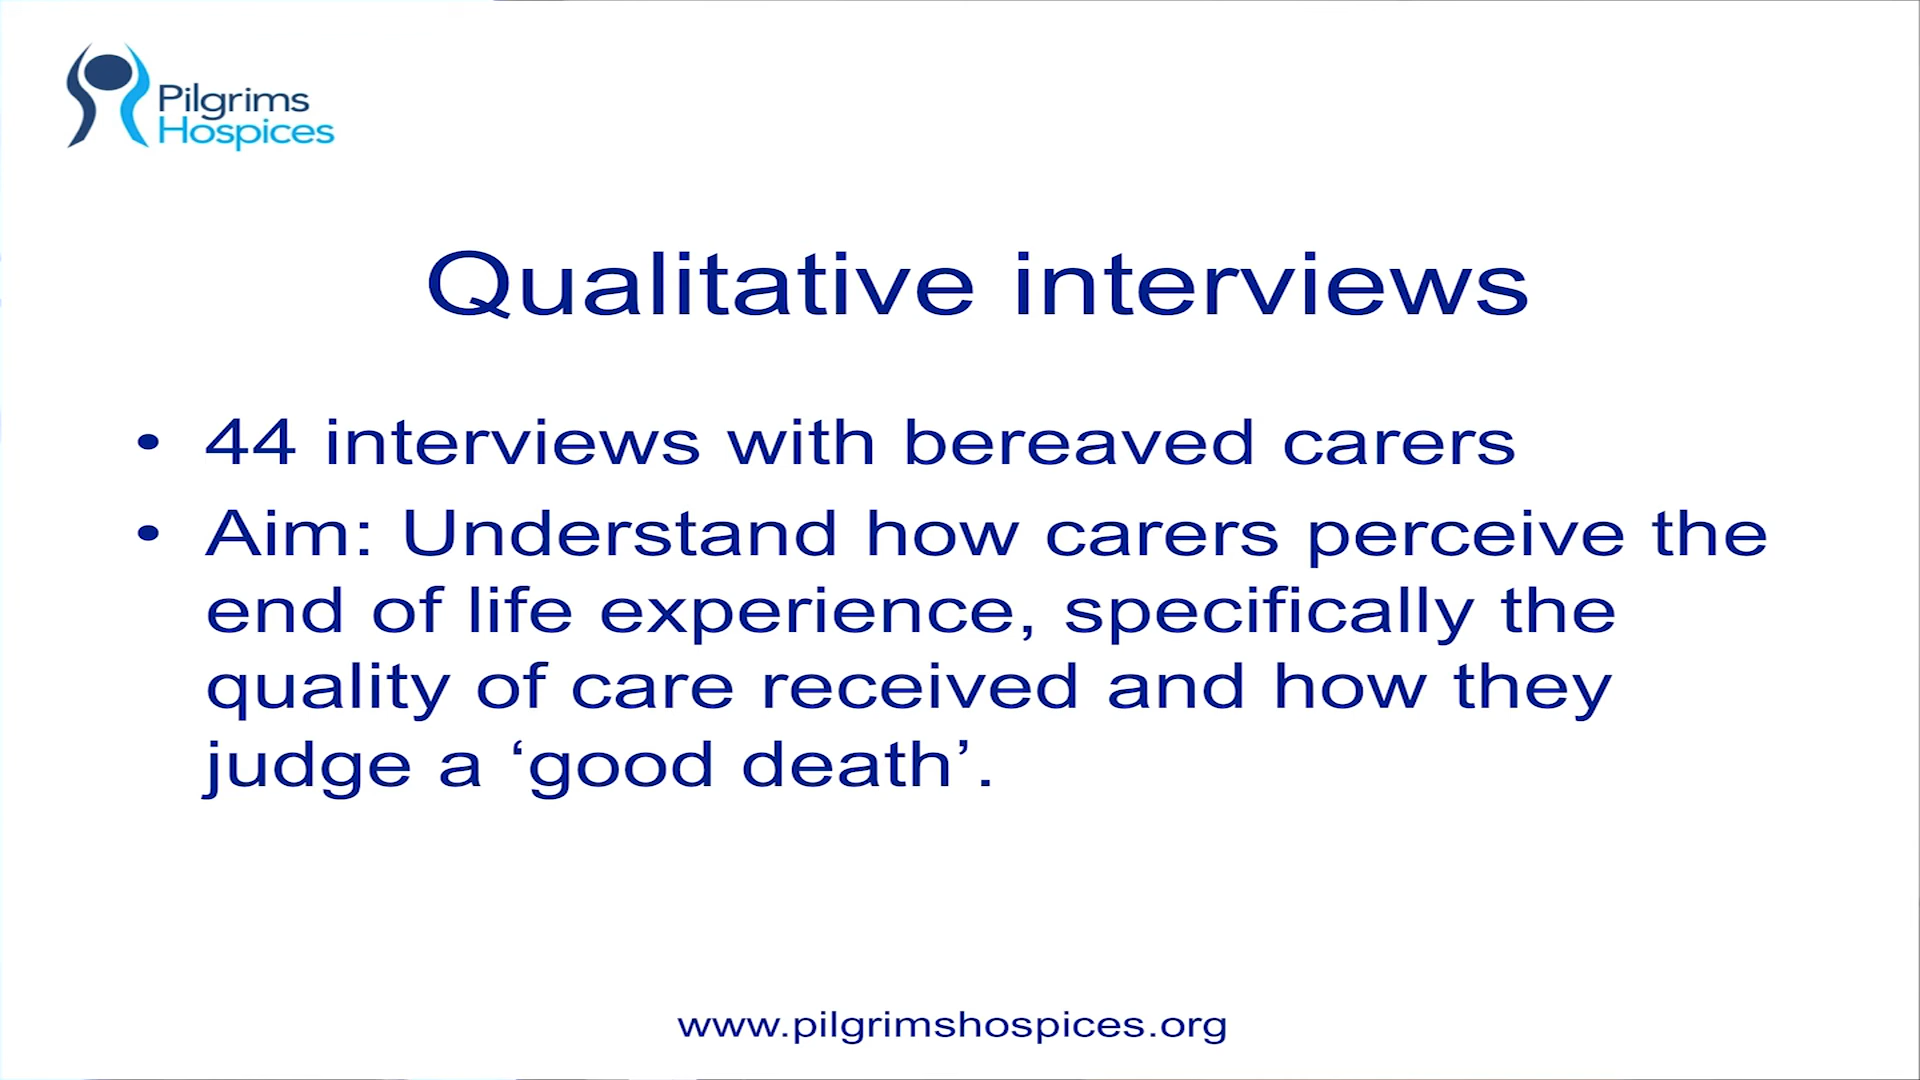 Pilgrims
Hospices
Qualitative interviews
• 44 interviews with bereaved carers
• Aim: Understand how carers perceive the
end of life experience, specifically the
quality of care received and how they
judge a ‘good death’.
www.pilgrimshospices.org